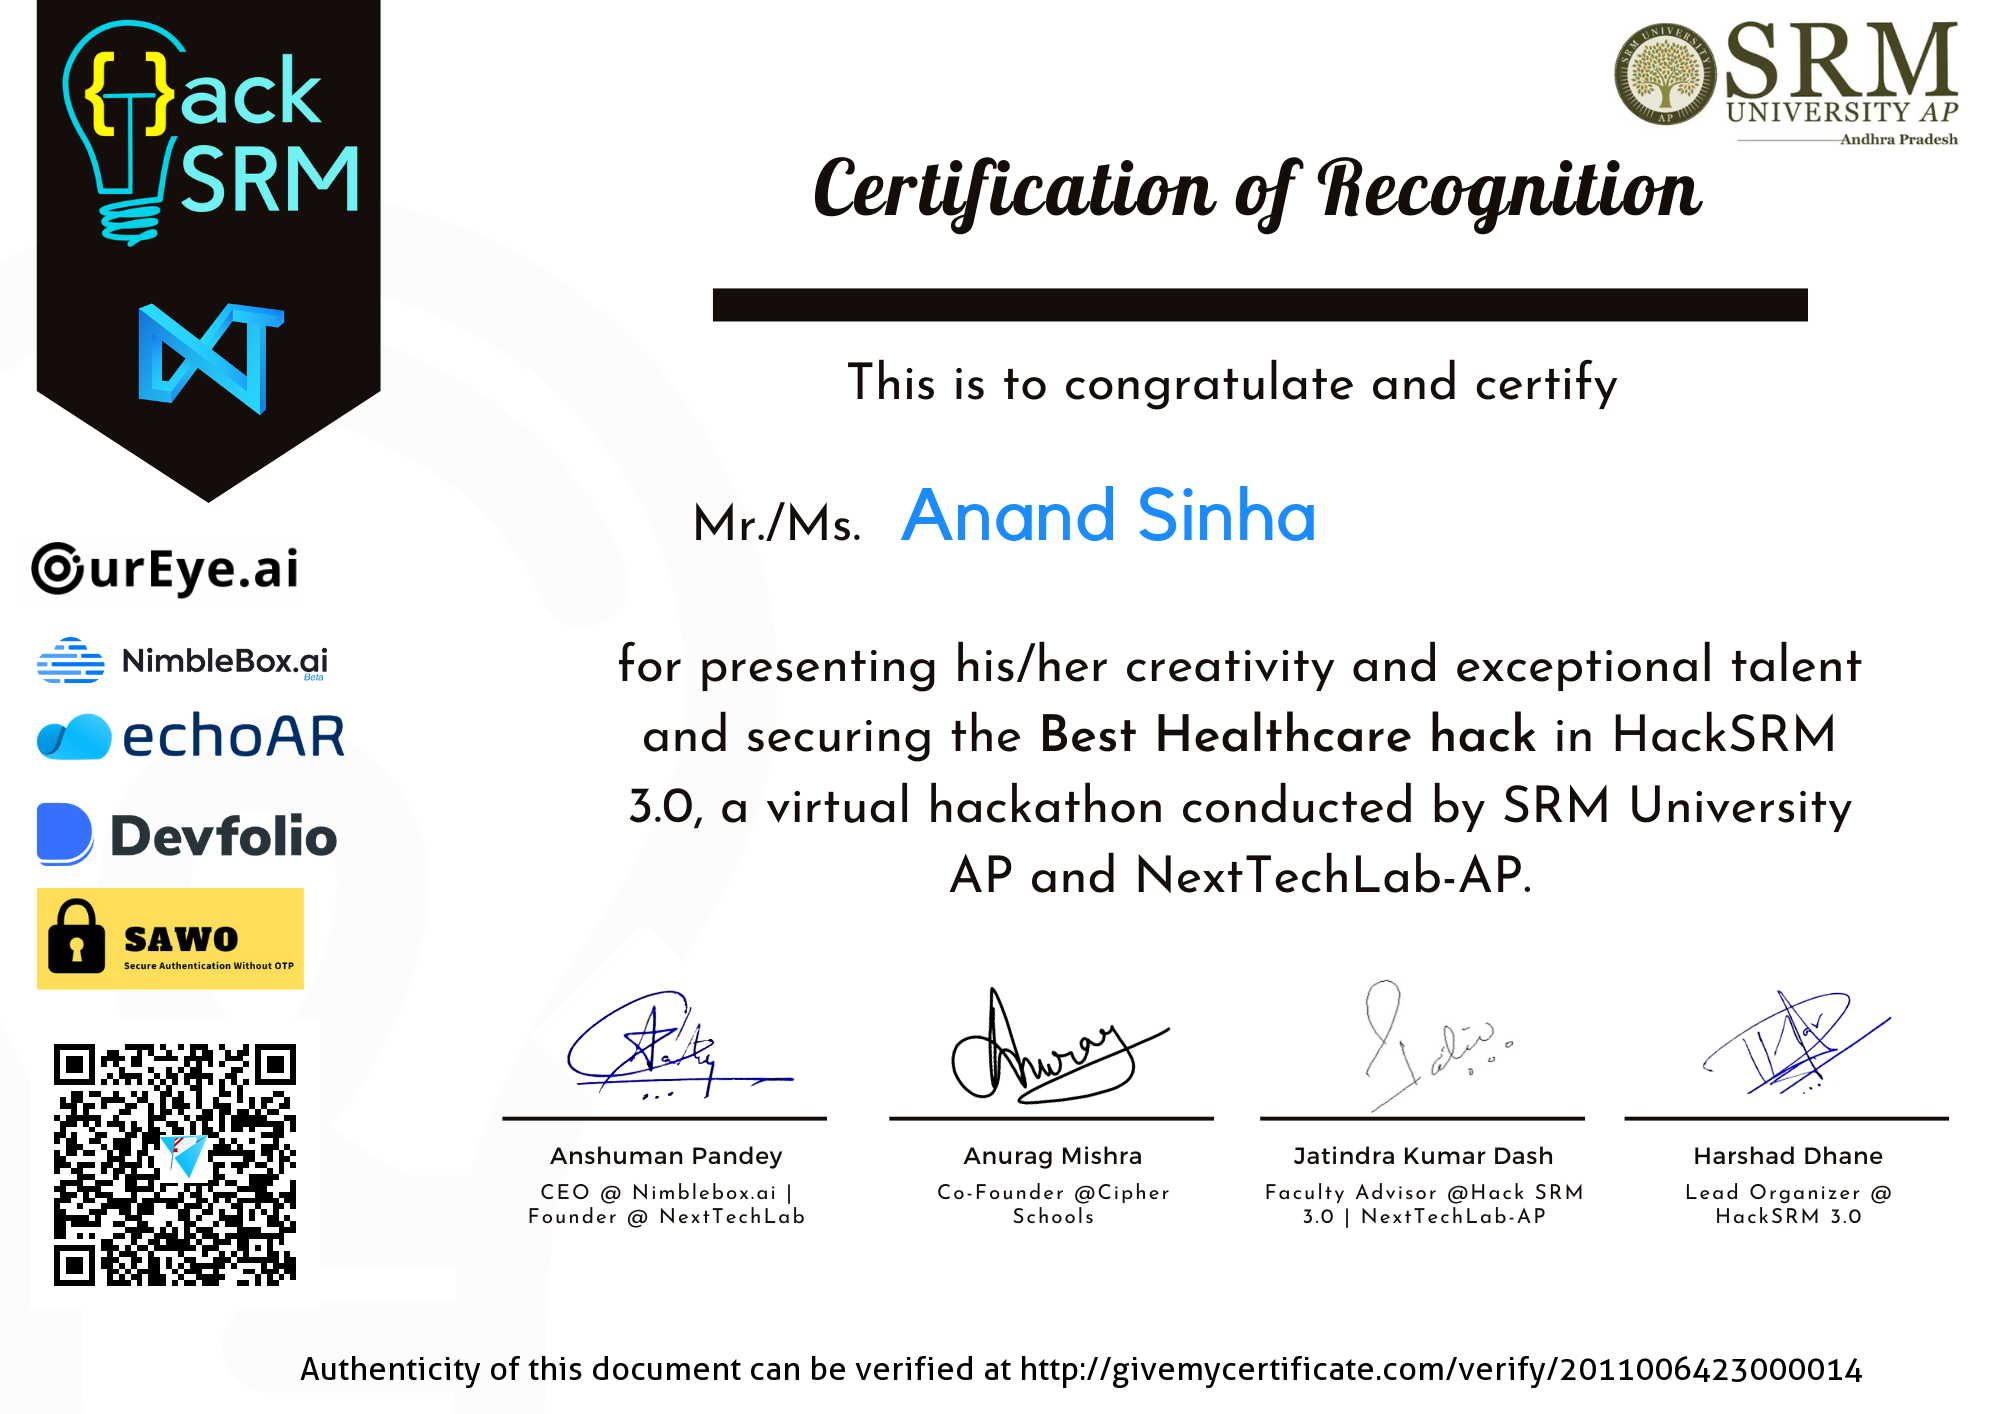 {H}ack
SRM
SRM UNIVERSITY
AP
SRM
UNIVERSITY AP
Andhra Pradesh
Certification of Recognition
This is to congratulate and certify
Mr./Ms. Anand Sinha
for presenting his/her creativity and exceptional talent
and securing the Best Healthcare hack in HackSRM
3.0, a virtual hackathon conducted by SRM University
AP and NextTechLab-AP.
OurEye.ai
NimbleBox.ai
Beta
echoAR
Devfolio
SAWO
Secure Authentication Without OTP
Anurag
Anshuman Pandey
CEO @ Nimblebox.ai |
Founder @ NextTechLab
Anurag Mishra
Co-Founder @Cipher
Schools
Jatindra Kumar Dash
Faculty Advisor @Hack SRM
3.0 | NextTechLab-AP
Harshad Dhane
Lead Organizer @
HackSRM 3.0
Authenticity of this document can be verified at http://givemycertificate.com/verify/2011006423000014